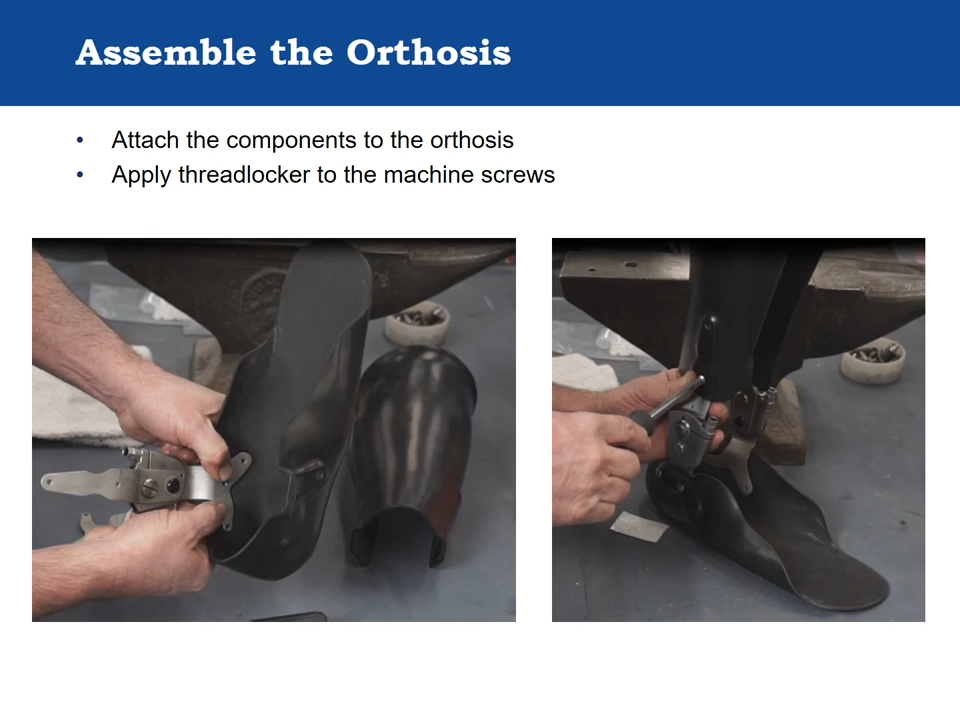 Assemble the Orthosis
• Attach the components to the orthosis
• Apply threadlocker to the machine screws